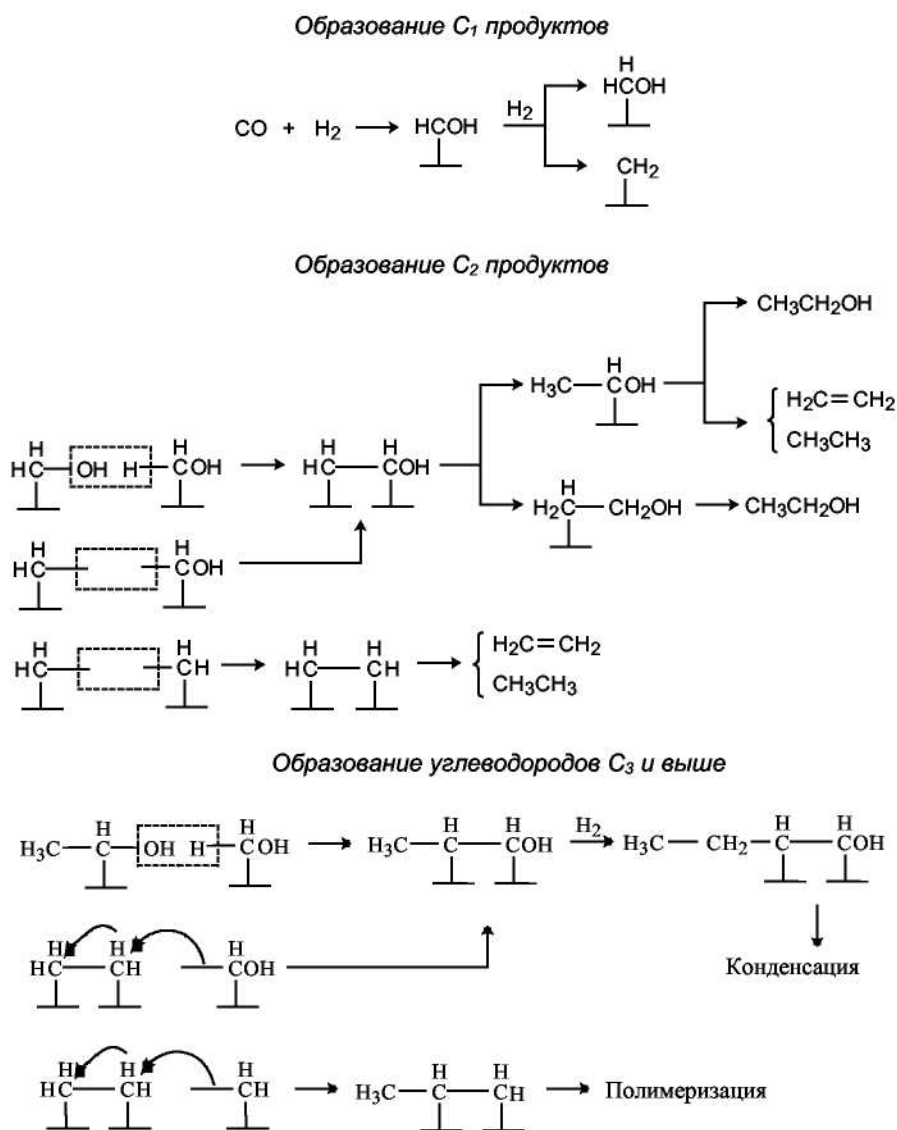 Образование C₁ продуктов
H
HCOH
CO + H₂ → HCOH H₂
CH₂
Образование C₂ продуктов
CH₃CH₂OH
H
H₃C COH
H₂C=CH₂
CH₃CH₃
H H H H
HC OH H COH → HC COH
H
H₂C CH₂OH → CH₃CH₂OH
H H
HC COH
H H H H
HC CH → HC CH → H₂C=CH₂
CH₃CH₃
Образование углеводородов C₃ и выше
H H H H H₂ H H
H₃C C OH H COH → H₃C C COH → H₃C CH₂ C COH
H H H
HC CH COH
Конденсация
H H H H H
HC CH CH → H₃C C CH → Полимеризация